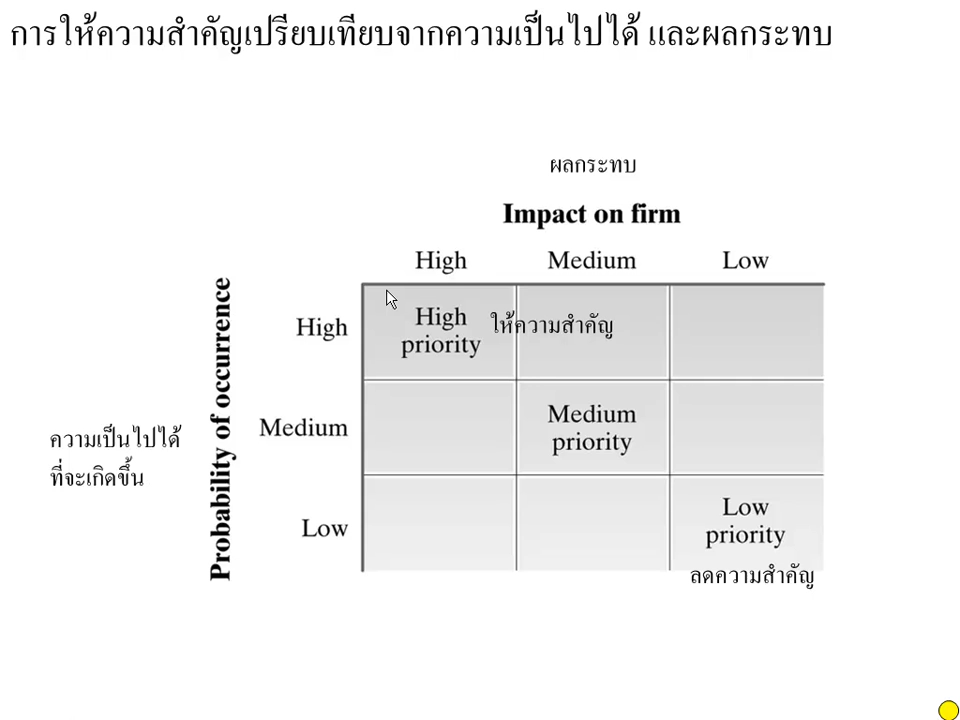 การให้ความสำคัญเปรียบเทียบจากความเป็นไปได้ และผลกระทบ
ผลกระทบ
Impact on firm
High Medium Low
Probability of occurrence
High
High
priority
ให้ความสำคัญ
ความเป็นไปได้
ที่จะเกิดขึ้น
Medium
Medium
priority
Low
Low
priority
ลดความสำคัญ